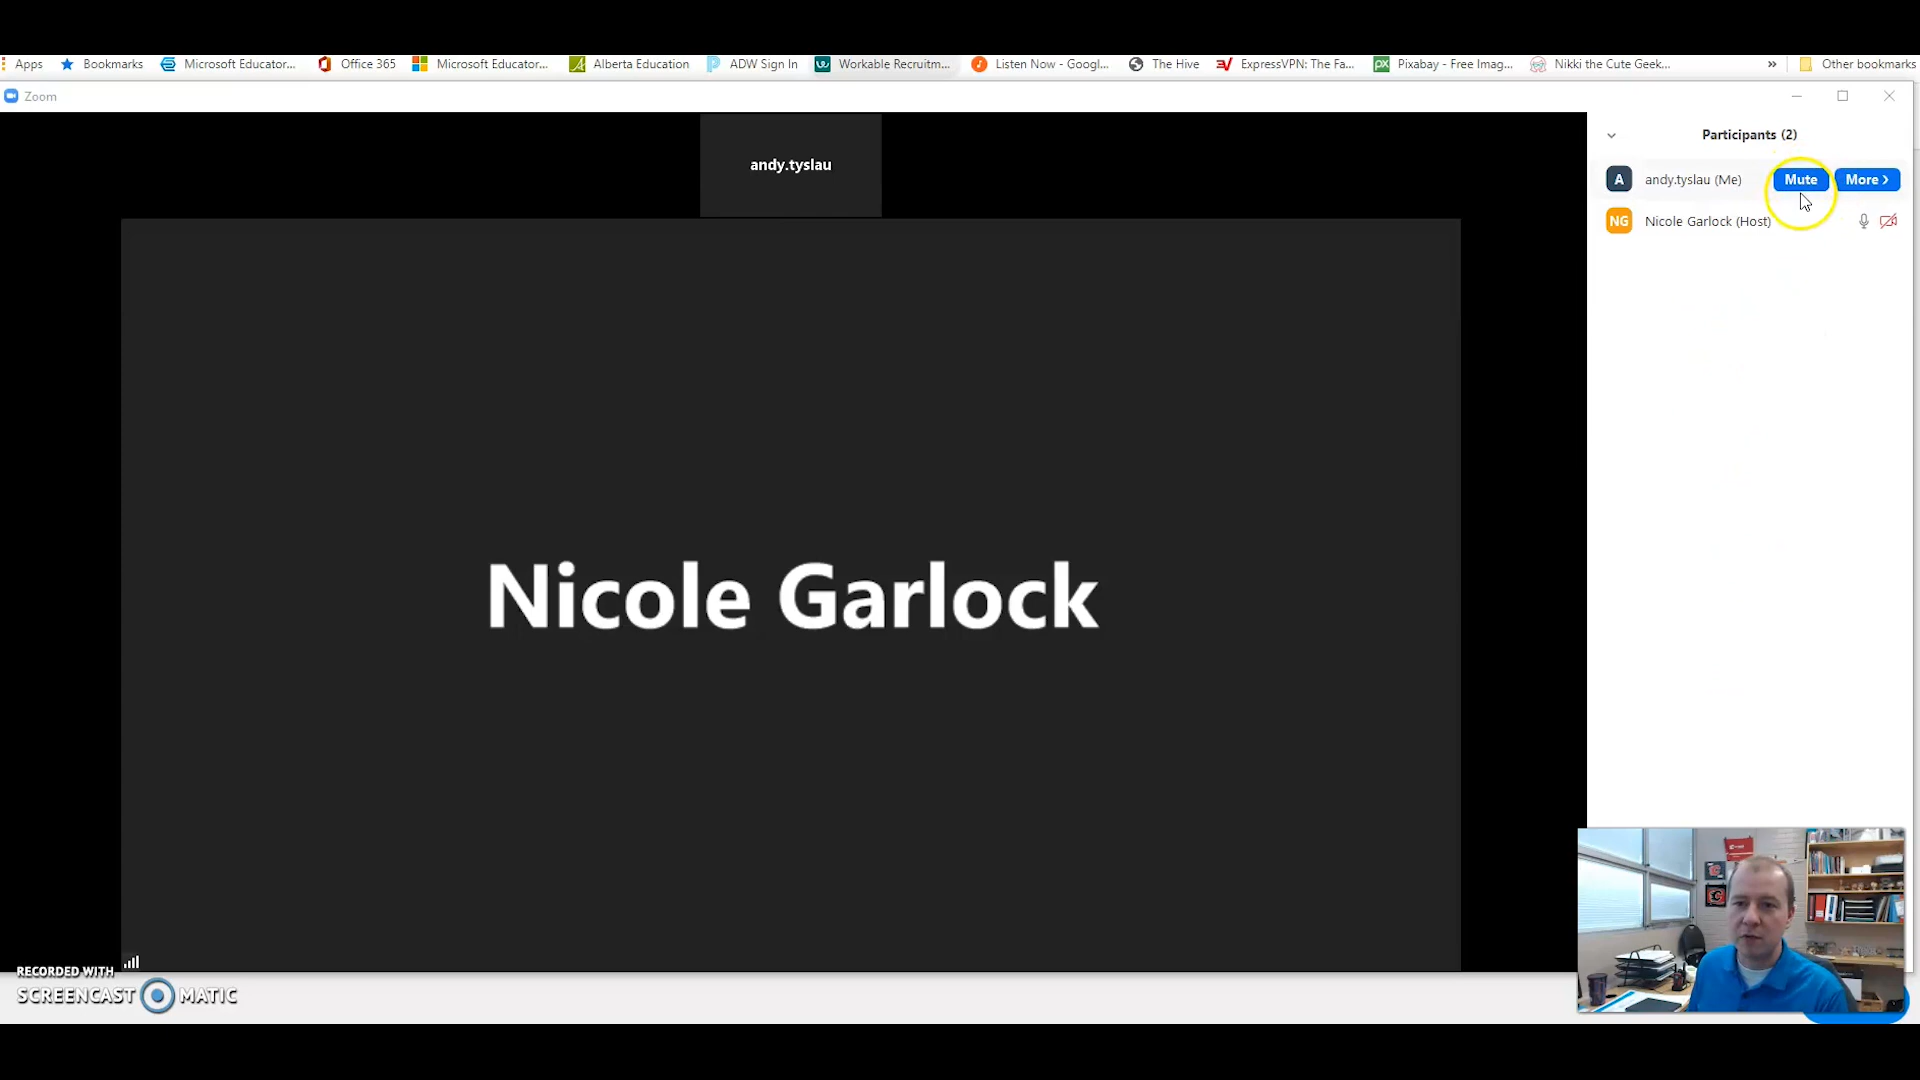 Apps Bookmarks Microsoft Educator... Office 365 Microsoft Educator... Alberta Education ADW Sign In Workable Recruitm... Listen Now - Googl... The Hive ExpressVPN: The Fa... Pixabay - Free Imag... Nikki the Cute Geek... » Other bookmarks
Zoom
Participants (2)
andy.tyslau
A andy.tyslau (Me) Mute More >
NG Nicole Garlock (Host)
Nicole Garlock
RECORDED WITH
SCREENCAST MATIC